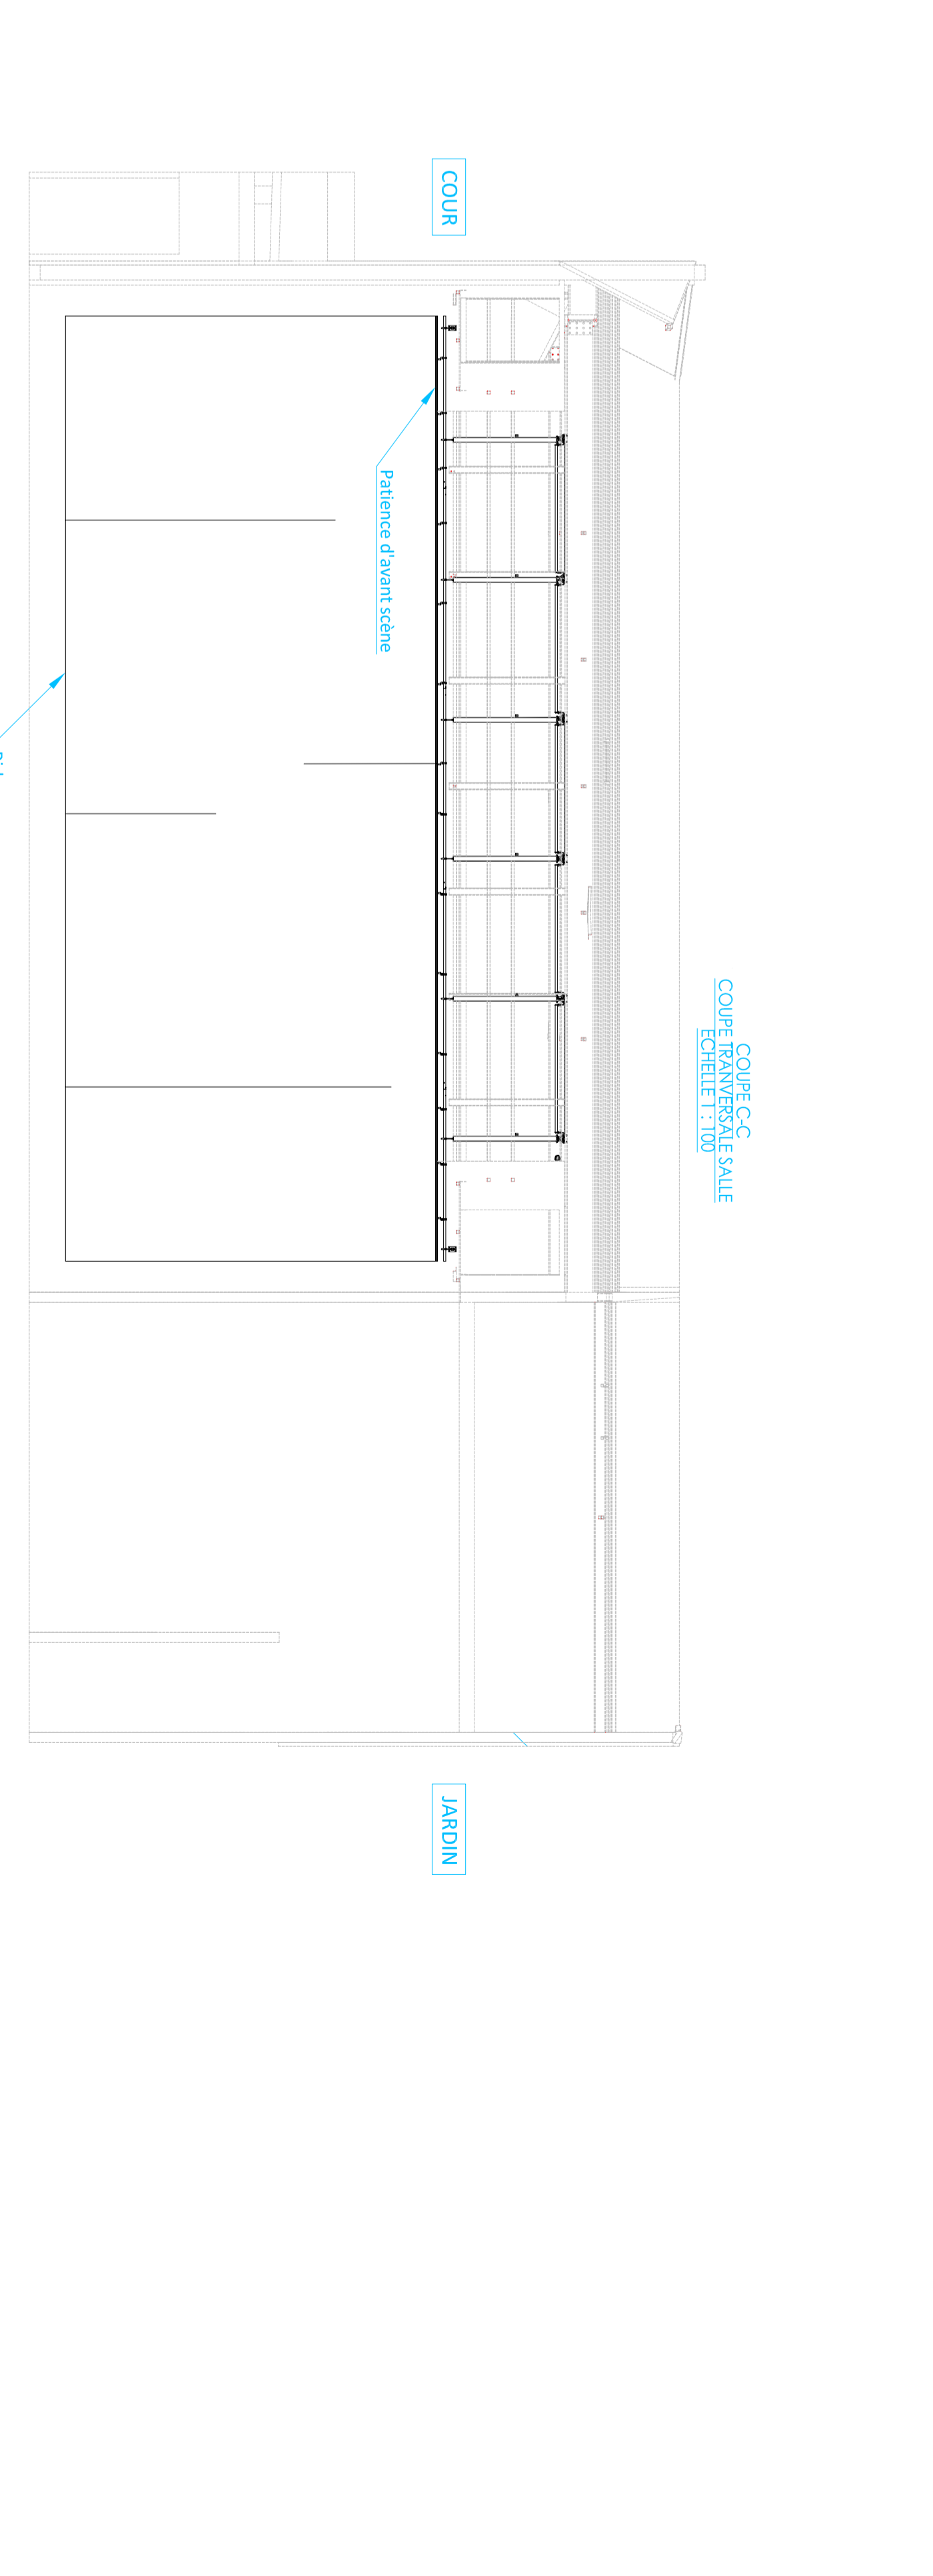 COUPE C-C
COUPE TRANVERSALE SALLE
ECHELLE 1 : 100
COUR
JARDIN
Patience d'avant scène